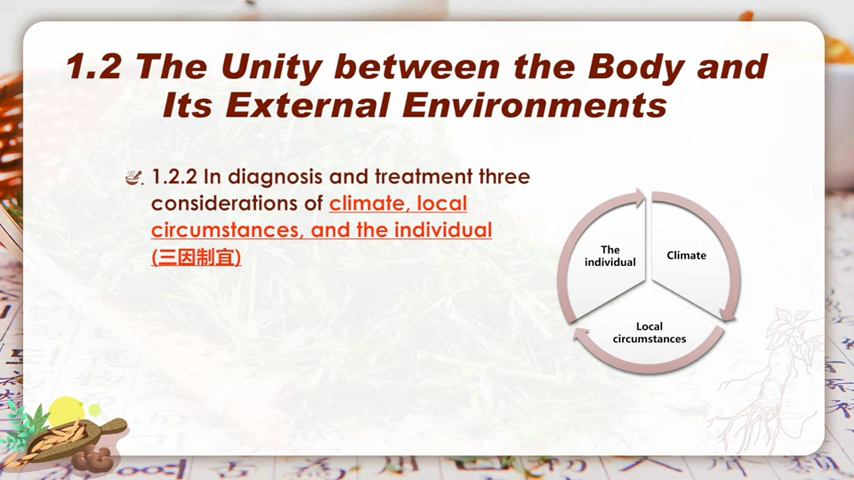 1.2 The Unity between the Body and
Its External Environments
1.2.2 In diagnosis and treatment three
considerations of climate, local
circumstances, and the individual
(三因制宜)
The
individual
Climate
Local
circumstances